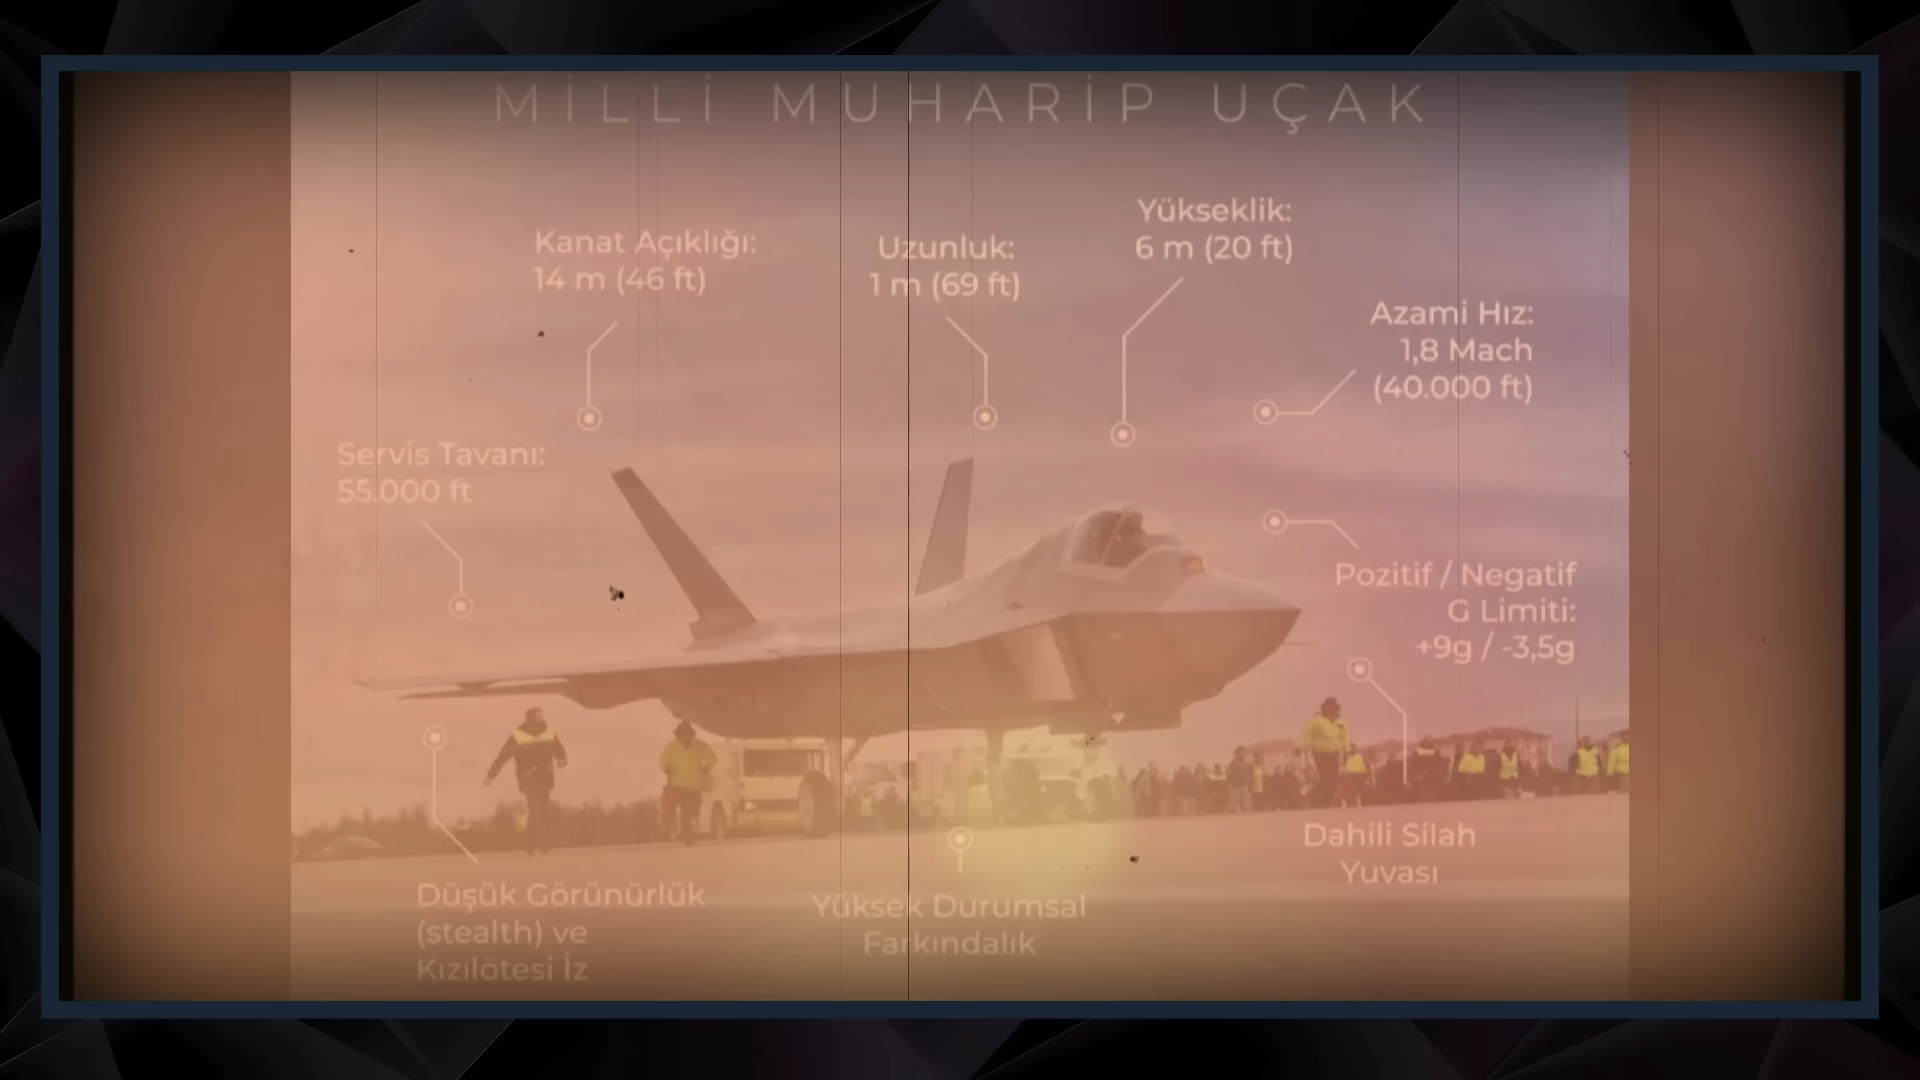 MİLLİ MUHARİP UÇAK
Yükseklik:
6 m (20 ft)
Kanat Açıklığı:
14 m (46 ft)
Uzunluk:
1 m (69 ft)
Azami Hız:
1,8 Mach
(40.000 ft)
Servis Tavanı:
55.000 ft
Pozitif / Negatif
G Limiti:
+9g / -3,5g
Dahili Silah
Yuvası
Düşük Görünürlük
(stealth) ve
Kızılötesi İz
Yüksek Durumsal
Farkındalık